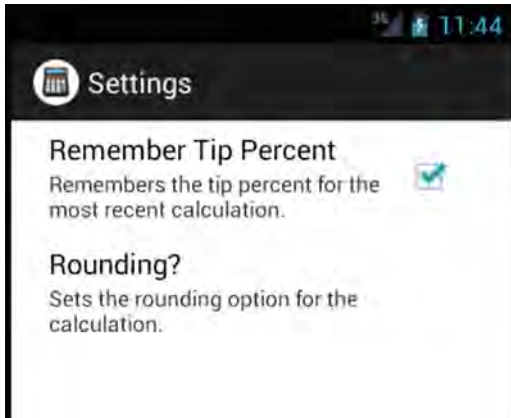 3G 11:44
Settings
Remember Tip Percent
Remembers the tip percent for the
most recent calculation.
Rounding?
Sets the rounding option for the
calculation.